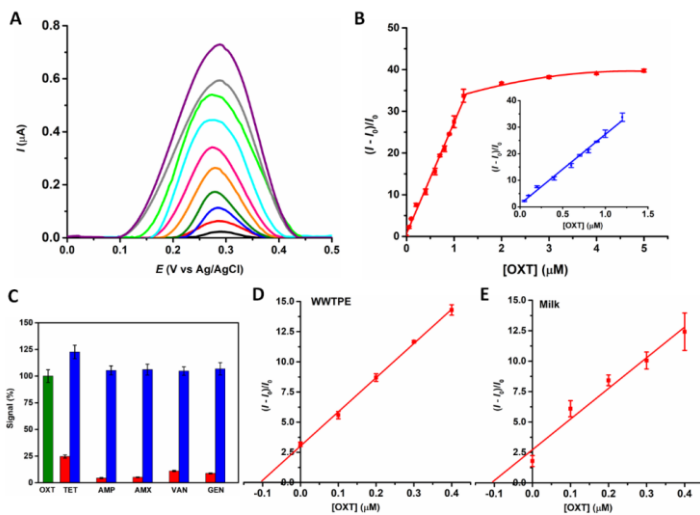 A
I (µA)
0.8
0.6
0.4
0.2
0.0
0.0 0.1 0.2 0.3 0.4 0.5
E (V vs Ag/AgCl)
B
(I - I0)/I0
50
40
30
20
10
0
0 1 2 3 4 5
[OXT] (µM)
(I - I0)/I0
40
30
20
10
0
0.0 0.5 1.0 1.5
[OXT] (µM)
C
Signal (%)
150
125
100
75
50
25
0
OXT TET AMP AMX VAN GEN
D
WWTPE
(I - I0)/I0
15.0
12.5
10.0
7.5
5.0
2.5
0.0
-0.1 0.0 0.1 0.2 0.3 0.4
[OXT] (µM)
E
Milk
(I - I0)/I0
15.0
12.5
10.0
7.5
5.0
2.5
0.0
-0.1 0.0 0.1 0.2 0.3 0.4
[OXT] (µM)